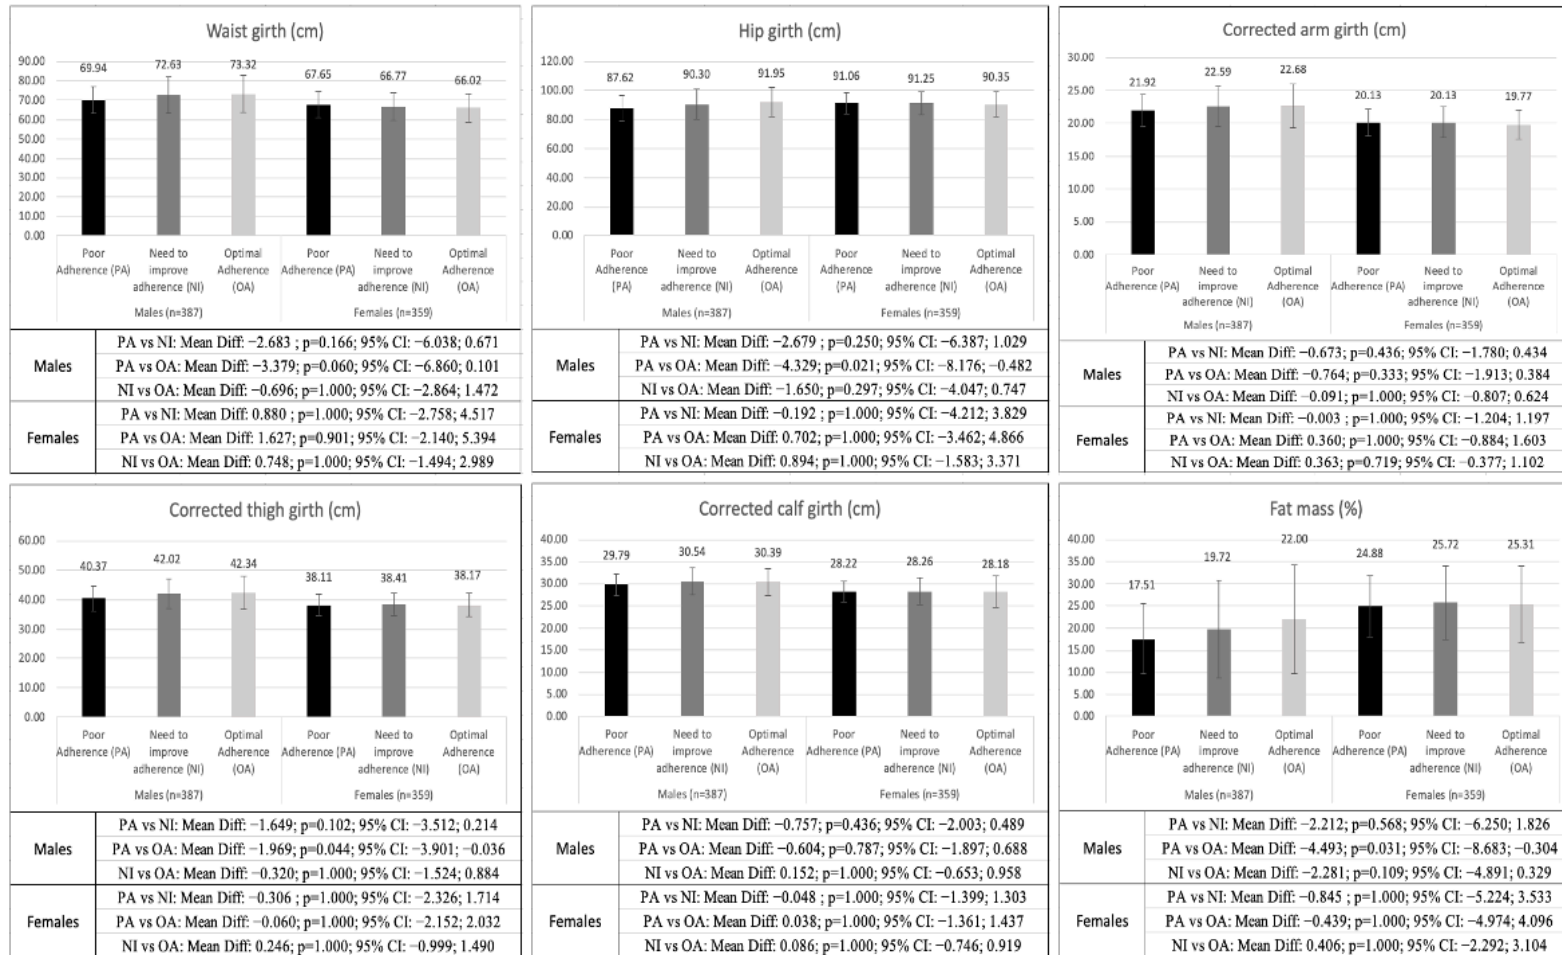 Waist girth (cm)
90.00
80.00
70.00
60.00
50.00
40.00
30.00
20.00
10.00
0.00
69.94
72.63
73.32
67.65
66.77
66.02
Poor Adherence (PA)
Need to improve adherence (NI)
Optimal Adherence (OA)
Poor Adherence (PA)
Need to improve adherence (NI)
Optimal Adherence (OA)
Males (n=387)
Females (n=359)
Males
PA vs NI: Mean Diff: −2.683 ; p=0.166; 95% CI: −6.038; 0.671
PA vs OA: Mean Diff: −3.379; p=0.060; 95% CI: −6.860; 0.101
NI vs OA: Mean Diff: −0.696; p=1.000; 95% CI: −2.864; 1.472
Females
PA vs NI: Mean Diff: 0.880 ; p=1.000; 95% CI: −2.758; 4.517
PA vs OA: Mean Diff: 1.627; p=0.901; 95% CI: −2.140; 5.394
NI vs OA: Mean Diff: 0.748; p=1.000; 95% CI: −1.494; 2.989
Hip girth (cm)
120.00
100.00
80.00
60.00
40.00
20.00
0.00
87.62
90.30
91.95
91.06
91.25
90.35
Poor Adherence (PA)
Need to improve adherence (NI)
Optimal Adherence (OA)
Poor Adherence (PA)
Need to improve adherence (NI)
Optimal Adherence (OA)
Males (n=387)
Females (n=359)
Males
PA vs NI: Mean Diff: −2.679 ; p=0.250; 95% CI: −6.387; 1.029
PA vs OA: Mean Diff: −4.329; p=0.021; 95% CI: −8.176; −0.482
NI vs OA: Mean Diff: −1.650; p=0.297; 95% CI: −4.047; 0.747
Females
PA vs NI: Mean Diff: −0.192 ; p=1.000; 95% CI: −4.212; 3.829
PA vs OA: Mean Diff: 0.702; p=1.000; 95% CI: −3.462; 4.866
NI vs OA: Mean Diff: 0.894; p=1.000; 95% CI: −1.583; 3.371
Corrected arm girth (cm)
30.00
25.00
20.00
15.00
10.00
5.00
0.00
21.92
22.59
22.68
20.13
20.13
19.77
Poor Adherence (PA)
Need to improve adherence (NI)
Optimal Adherence (OA)
Poor Adherence (PA)
Need to improve adherence (NI)
Optimal Adherence (OA)
Males (n=387)
Females (n=359)
Males
PA vs NI: Mean Diff: −0.673; p=0.436; 95% CI: −1.780; 0.434
PA vs OA: Mean Diff: −0.764; p=0.333; 95% CI: −1.913; 0.384
NI vs OA: Mean Diff: −0.091; p=1.000; 95% CI: −0.807; 0.624
Females
PA vs NI: Mean Diff: −0.003 ; p=1.000; 95% CI: −1.204; 1.197
PA vs OA: Mean Diff: 0.360; p=1.000; 95% CI: −0.884; 1.603
NI vs OA: Mean Diff: 0.363; p=0.719; 95% CI: −0.377; 1.102
Corrected thigh girth (cm)
60.00
50.00
40.00
30.00
20.00
10.00
0.00
40.37
42.02
42.34
38.11
38.41
38.17
Poor Adherence (PA)
Need to improve adherence (NI)
Optimal Adherence (OA)
Poor Adherence (PA)
Need to improve adherence (NI)
Optimal Adherence (OA)
Males (n=387)
Females (n=359)
Males
PA vs NI: Mean Diff: −1.649; p=0.102; 95% CI: −3.512; 0.214
PA vs OA: Mean Diff: −1.969; p=0.044; 95% CI: −3.901; −0.036
NI vs OA: Mean Diff: −0.320; p=1.000; 95% CI: −1.524; 0.884
Females
PA vs NI: Mean Diff: −0.306 ; p=1.000; 95% CI: −2.326; 1.714
PA vs OA: Mean Diff: −0.060; p=1.000; 95% CI: −2.152; 2.032
NI vs OA: Mean Diff: 0.246; p=1.000; 95% CI: −0.999; 1.490
Corrected calf girth (cm)
40.00
35.00
30.00
25.00
20.00
15.00
10.00
5.00
0.00
29.79
30.54
30.39
28.22
28.26
28.18
Poor Adherence (PA)
Need to improve adherence (NI)
Optimal Adherence (OA)
Poor Adherence (PA)
Need to improve adherence (NI)
Optimal Adherence (OA)
Males (n=387)
Females (n=359)
Males
PA vs NI: Mean Diff: −0.757; p=0.436; 95% CI: −2.003; 0.489
PA vs OA: Mean Diff: −0.604; p=0.787; 95% CI: −1.897; 0.688
NI vs OA: Mean Diff: 0.152; p=1.000; 95% CI: −0.653; 0.958
Females
PA vs NI: Mean Diff: −0.048 ; p=1.000; 95% CI: −1.399; 1.303
PA vs OA: Mean Diff: 0.038; p=1.000; 95% CI: −1.361; 1.437
NI vs OA: Mean Diff: 0.086; p=1.000; 95% CI: −0.746; 0.919
Fat mass (%)
40.00
35.00
30.00
25.00
20.00
15.00
10.00
5.00
0.00
17.51
19.72
22.00
24.88
25.72
25.31
Poor Adherence (PA)
Need to improve adherence (NI)
Optimal Adherence (OA)
Poor Adherence (PA)
Need to improve adherence (NI)
Optimal Adherence (OA)
Males (n=387)
Females (n=359)
Males
PA vs NI: Mean Diff: −2.212; p=0.568; 95% CI: −6.250; 1.826
PA vs OA: Mean Diff: −4.493; p=0.031; 95% CI: −8.683; −0.304
NI vs OA: Mean Diff: −2.281; p=0.109; 95% CI: −4.891; 0.329
Females
PA vs NI: Mean Diff: −0.845; p=1.000; 95% CI: −5.224; 3.533
PA vs OA: Mean Diff: −0.439; p=1.000; 95% CI: −4.974; 4.096
NI vs OA: Mean Diff: 0.406; p=1.000; 95% CI: −2.292; 3.104